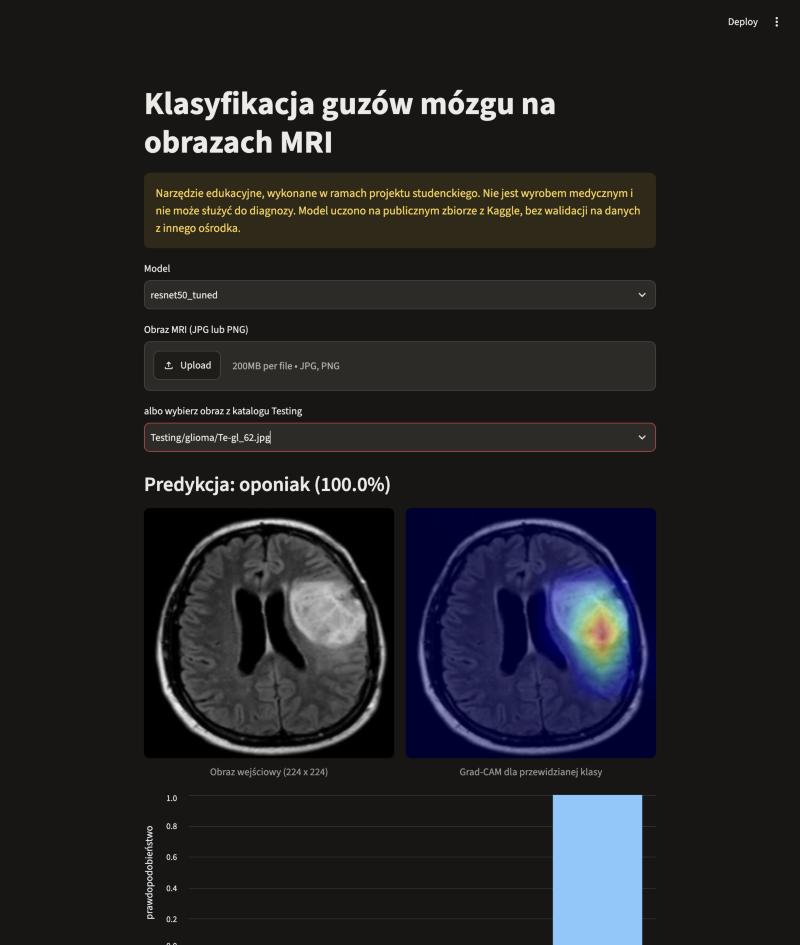 Deploy
Klasyfikacja guzów mózgu na
obrazach MRI
Narzędzie edukacyjne, wykonane w ramach projektu studenckiego. Nie jest wyrobem medycznym i
nie może służyć do diagnozy. Model uczono na publicznym zbiorze z Kaggle, bez walidacji na danych
z innego ośrodka.
Model
resnet50_tuned
Obraz MRI (JPG lub PNG)
Upload 200MB per file • JPG, PNG
albo wybierz obraz z katalogu Testing
Testing/glioma/Te-gl_62.jpg
Predykcja: oponiak (100.0%)
Obraz wejściowy (224 x 224) Grad-CAM dla przewidzianej klasy
1.0
0.8
0.6
0.4
0.2
prawdopodobieństwo